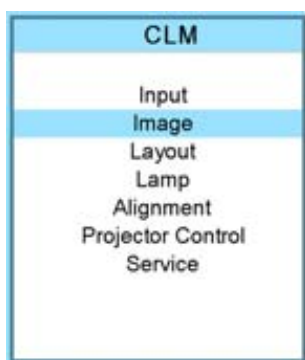 CLM
Input
Image
Layout
Lamp
Alignment
Projector Control
Service